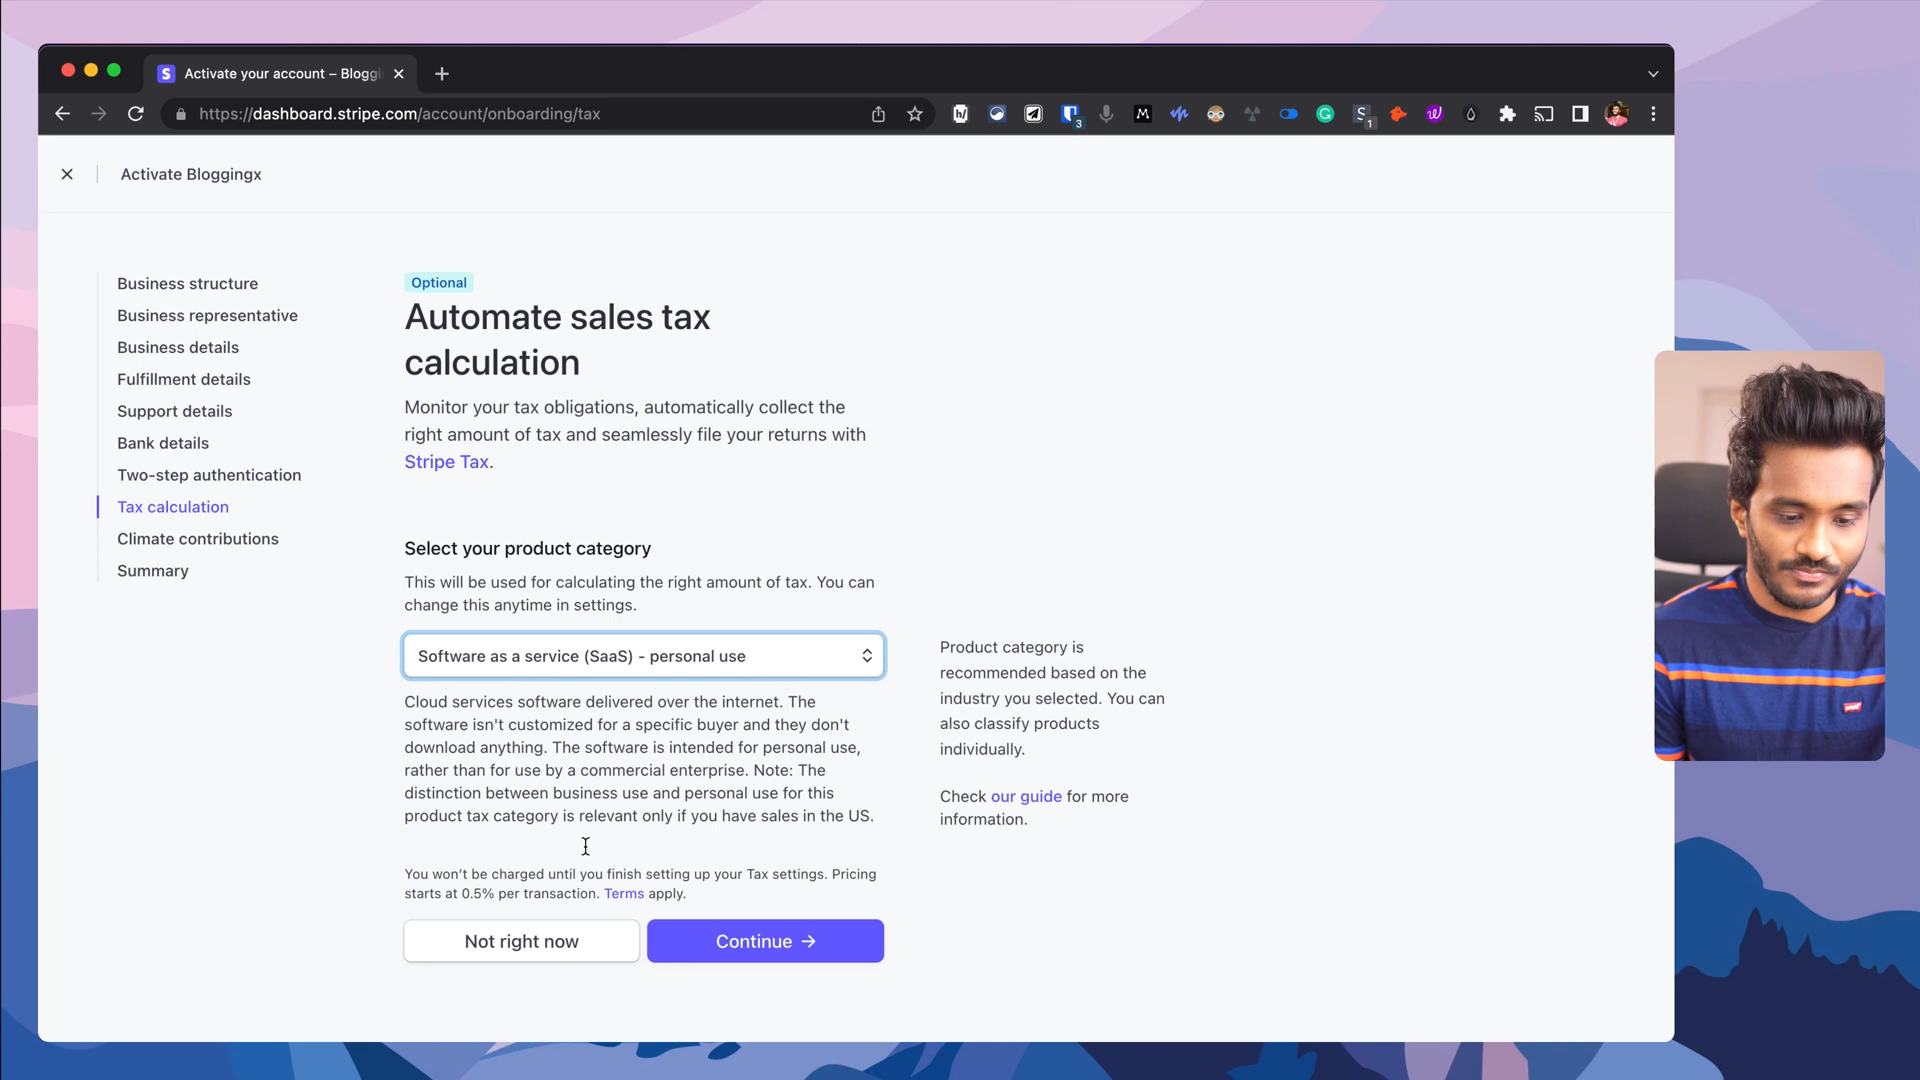 Activate your account – Bloggi
https://dashboard.stripe.com/account/onboarding/tax
3
1
Activate Bloggingx
Business structure
Business representative
Business details
Fulfillment details
Support details
Bank details
Two-step authentication
Tax calculation
Climate contributions
Summary
Optional
Automate sales tax
calculation
Monitor your tax obligations, automatically collect the
right amount of tax and seamlessly file your returns with
Stripe Tax.
Select your product category
This will be used for calculating the right amount of tax. You can
change this anytime in settings.
Software as a service (SaaS) - personal use
Cloud services software delivered over the internet. The
software isn't customized for a specific buyer and they don't
download anything. The software is intended for personal use,
rather than for use by a commercial enterprise. Note: The
distinction between business use and personal use for this
product tax category is relevant only if you have sales in the US.
Product category is
recommended based on the
industry you selected. You can
also classify products
individually.
Check our guide for more
information.
You won't be charged until you finish setting up your Tax settings. Pricing
starts at 0.5% per transaction. Terms apply.
Not right now
Continue →